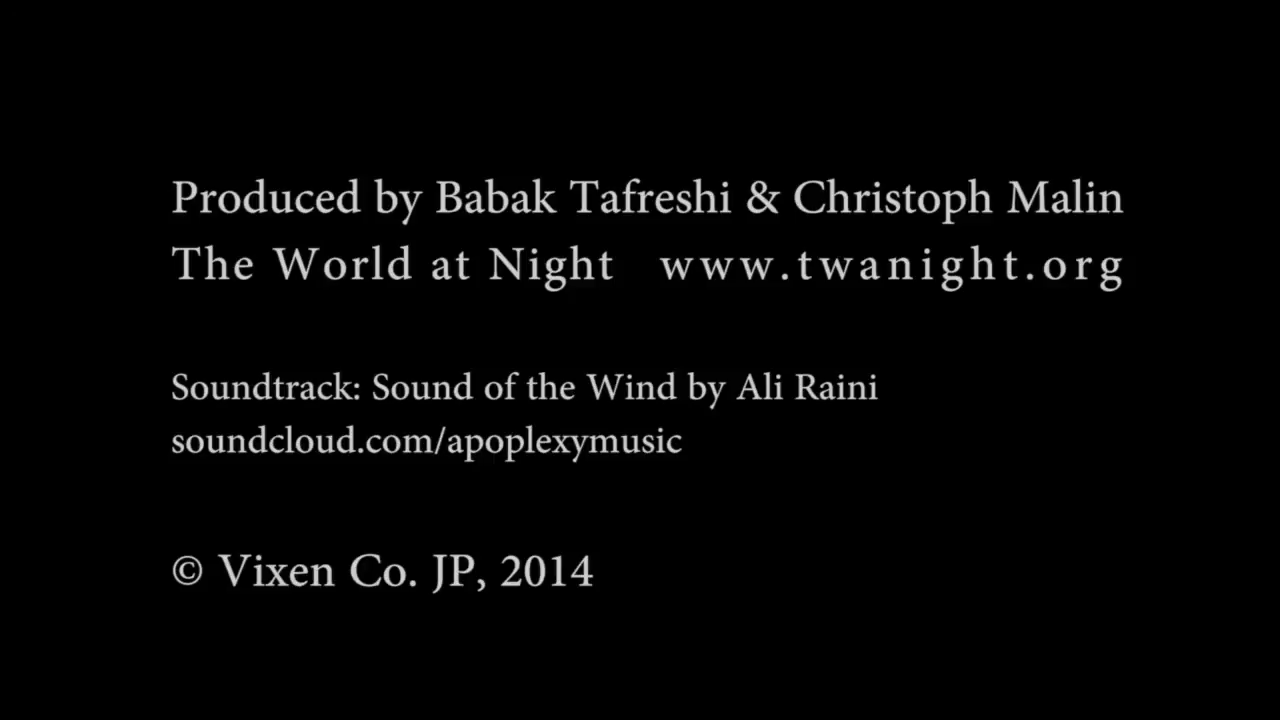 Produced by Babak Tafreshi & Christoph Malin
The World at Night www.twanight.org
Soundtrack: Sound of the Wind by Ali Raini
soundcloud.com/apoplexymusic
© Vixen Co. JP, 2014